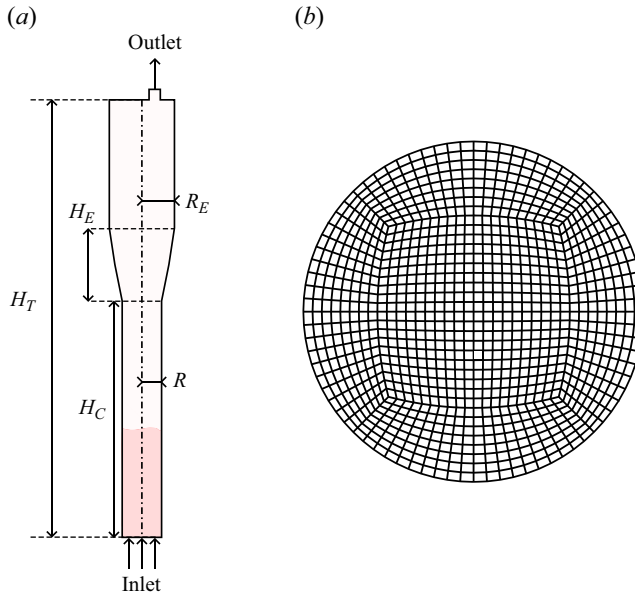 (a)
(b)
Outlet
H_E
R_E
H_T
R
H_C
Inlet